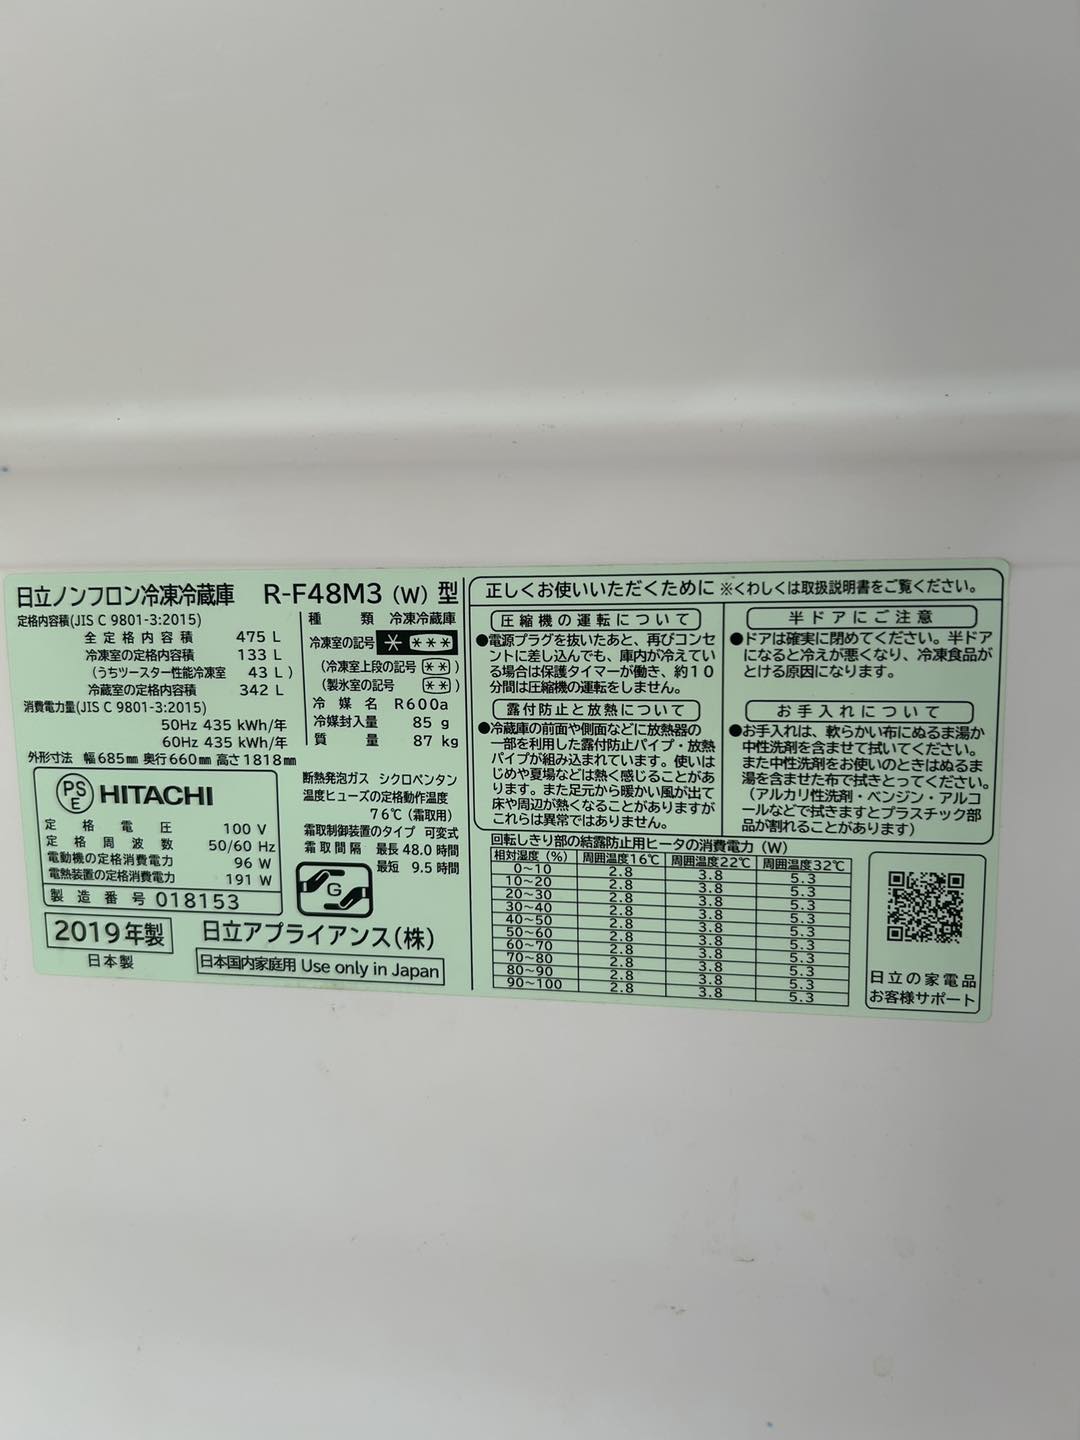 日立ノンフロン冷凍冷蔵庫 R-F48M3 (W) 型
定格内容積(JIS C 9801-3:2015)
全定格内容積 475 L
冷凍室の定格内容積 133 L
(うちツースター性能冷凍室 43 L )
冷蔵室の定格内容積 342 L
消費電力量(JIS C 9801-3:2015)
50Hz 435 kWh/年
60Hz 435 kWh/年
外形寸法 幅685mm 奥行660mm 高さ1818mm
種類 冷凍冷蔵庫
冷凍室の記号 * ***
(冷凍室上段の記号 ** )
(製氷室の記号 ** )
冷媒名 R600a
冷媒封入量 85 g
質量 87 kg
PS
E
HITACHI
定格電圧 100 V
定格周波数 50/60 Hz
電動機の定格消費電力 96 W
電熱装置の定格消費電力 191 W
製造番号 018153
断熱発泡ガス シクロペンタン
温度ヒューズの定格動作温度
76℃(霜取用)
霜取制御装置のタイプ 可変式
霜取間隔 最長 48.0 時間
最短 9.5 時間
G
2019年製
日本製
日立アプライアンス(株)
日本国内家庭用 Use only in Japan
正しくお使いいただくために ※くわしくは取扱説明書をご覧ください。
圧縮機の運転について
●電源プラグを抜いたあと、再びコンセ
ントに差し込んでも、庫内が冷えてい
る場合は保護タイマーが働き、約10
分間は圧縮機の運転をしません。
露付防止と放熱について
●冷蔵庫の前面や側面などに放熱器の
一部を利用した露付防止パイプ・放熱
パイプが組み込まれています。使いは
じめや夏場などは熱く感じることがあ
ります。また足元から暖かい風が出て
床や周辺が熱くなることがありますが
これらは異常ではありません。
半ドアにご注意
●ドアは確実に閉めてください。半ドア
になると冷えが悪くなり、冷凍食品が
とける原因になります。
お手入れについて
●お手入れは、軟らかい布にぬるま湯か
中性洗剤を含ませて拭いてください。
また中性洗剤をお使いのときはぬるま
湯を含ませた布で拭きとってください。
(アルカリ性洗剤・ベンジン・アルコ
ールなどで拭きますとプラスチック部
品が割れることがあります)
回転しきり部の結露防止用ヒータの消費電力(W)
相対湿度(%) 周囲温度16℃ 周囲温度22℃ 周囲温度32℃
0～10 2.8 3.8 5.3
10～20 2.8 3.8 5.3
20～30 2.8 3.8 5.3
30～40 2.8 3.8 5.3
40～50 2.8 3.8 5.3
50～60 2.8 3.8 5.3
60～70 2.8 3.8 5.3
70～80 2.8 3.8 5.3
80～90 2.8 3.8 5.3
90～100 2.8 3.8 5.3
日立の家電品
お客様サポート